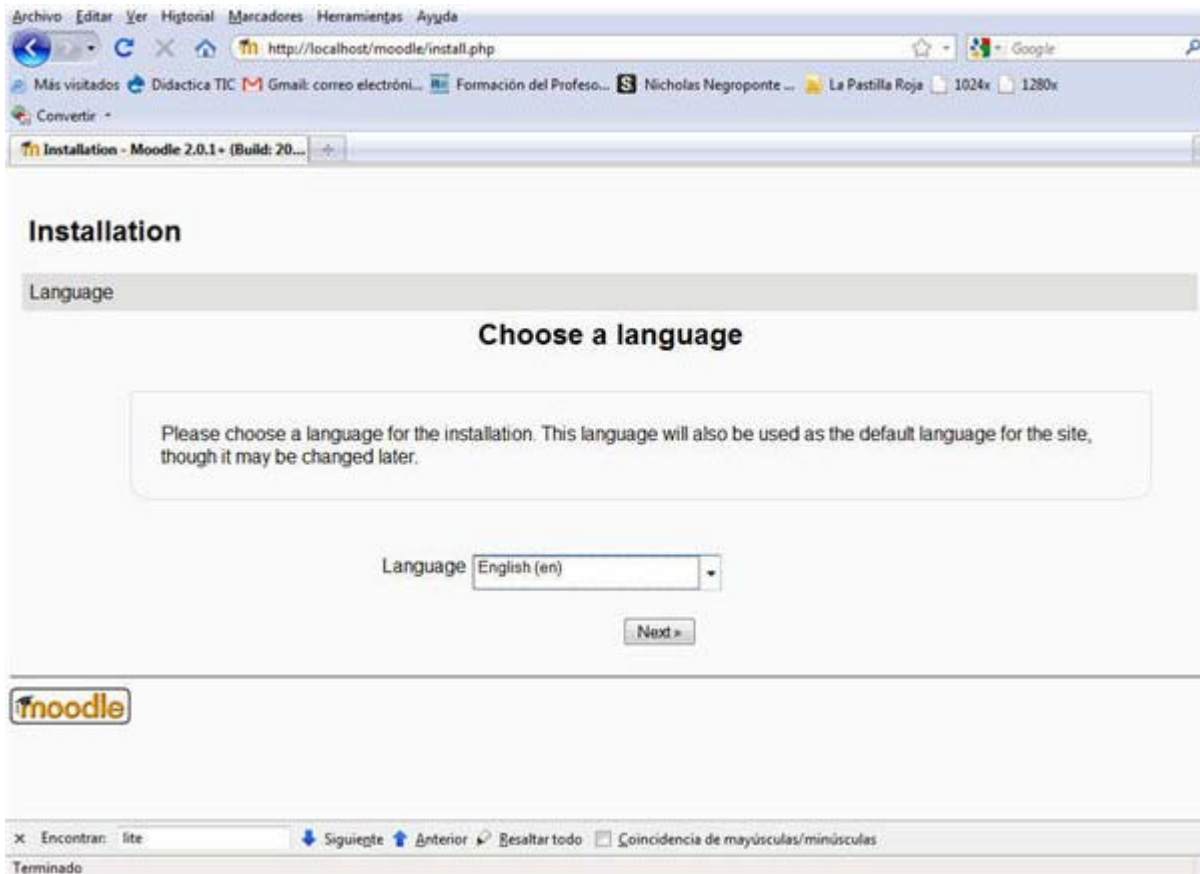 Archivo Editar Ver Historial Marcadores Herramientas Ayuda
http://localhost/moodle/install.php
Google
Más visitados Didactica TIC Gmail: correo electróni... Formación del Profeso... Nicholas Negroponte ... La Pastilla Roja 1024x 1280x
Convertir
Installation - Moodle 2.0.1+ (Build: 20...
Installation
Language
Choose a language
Please choose a language for the installation. This language will also be used as the default language for the site,
though it may be changed later.
Language English (en)
Next »
moodle
x Encontrar: lite Siguiente Anterior Resaltar todo Coincidencia de mayúsculas/minúsculas
Terminado